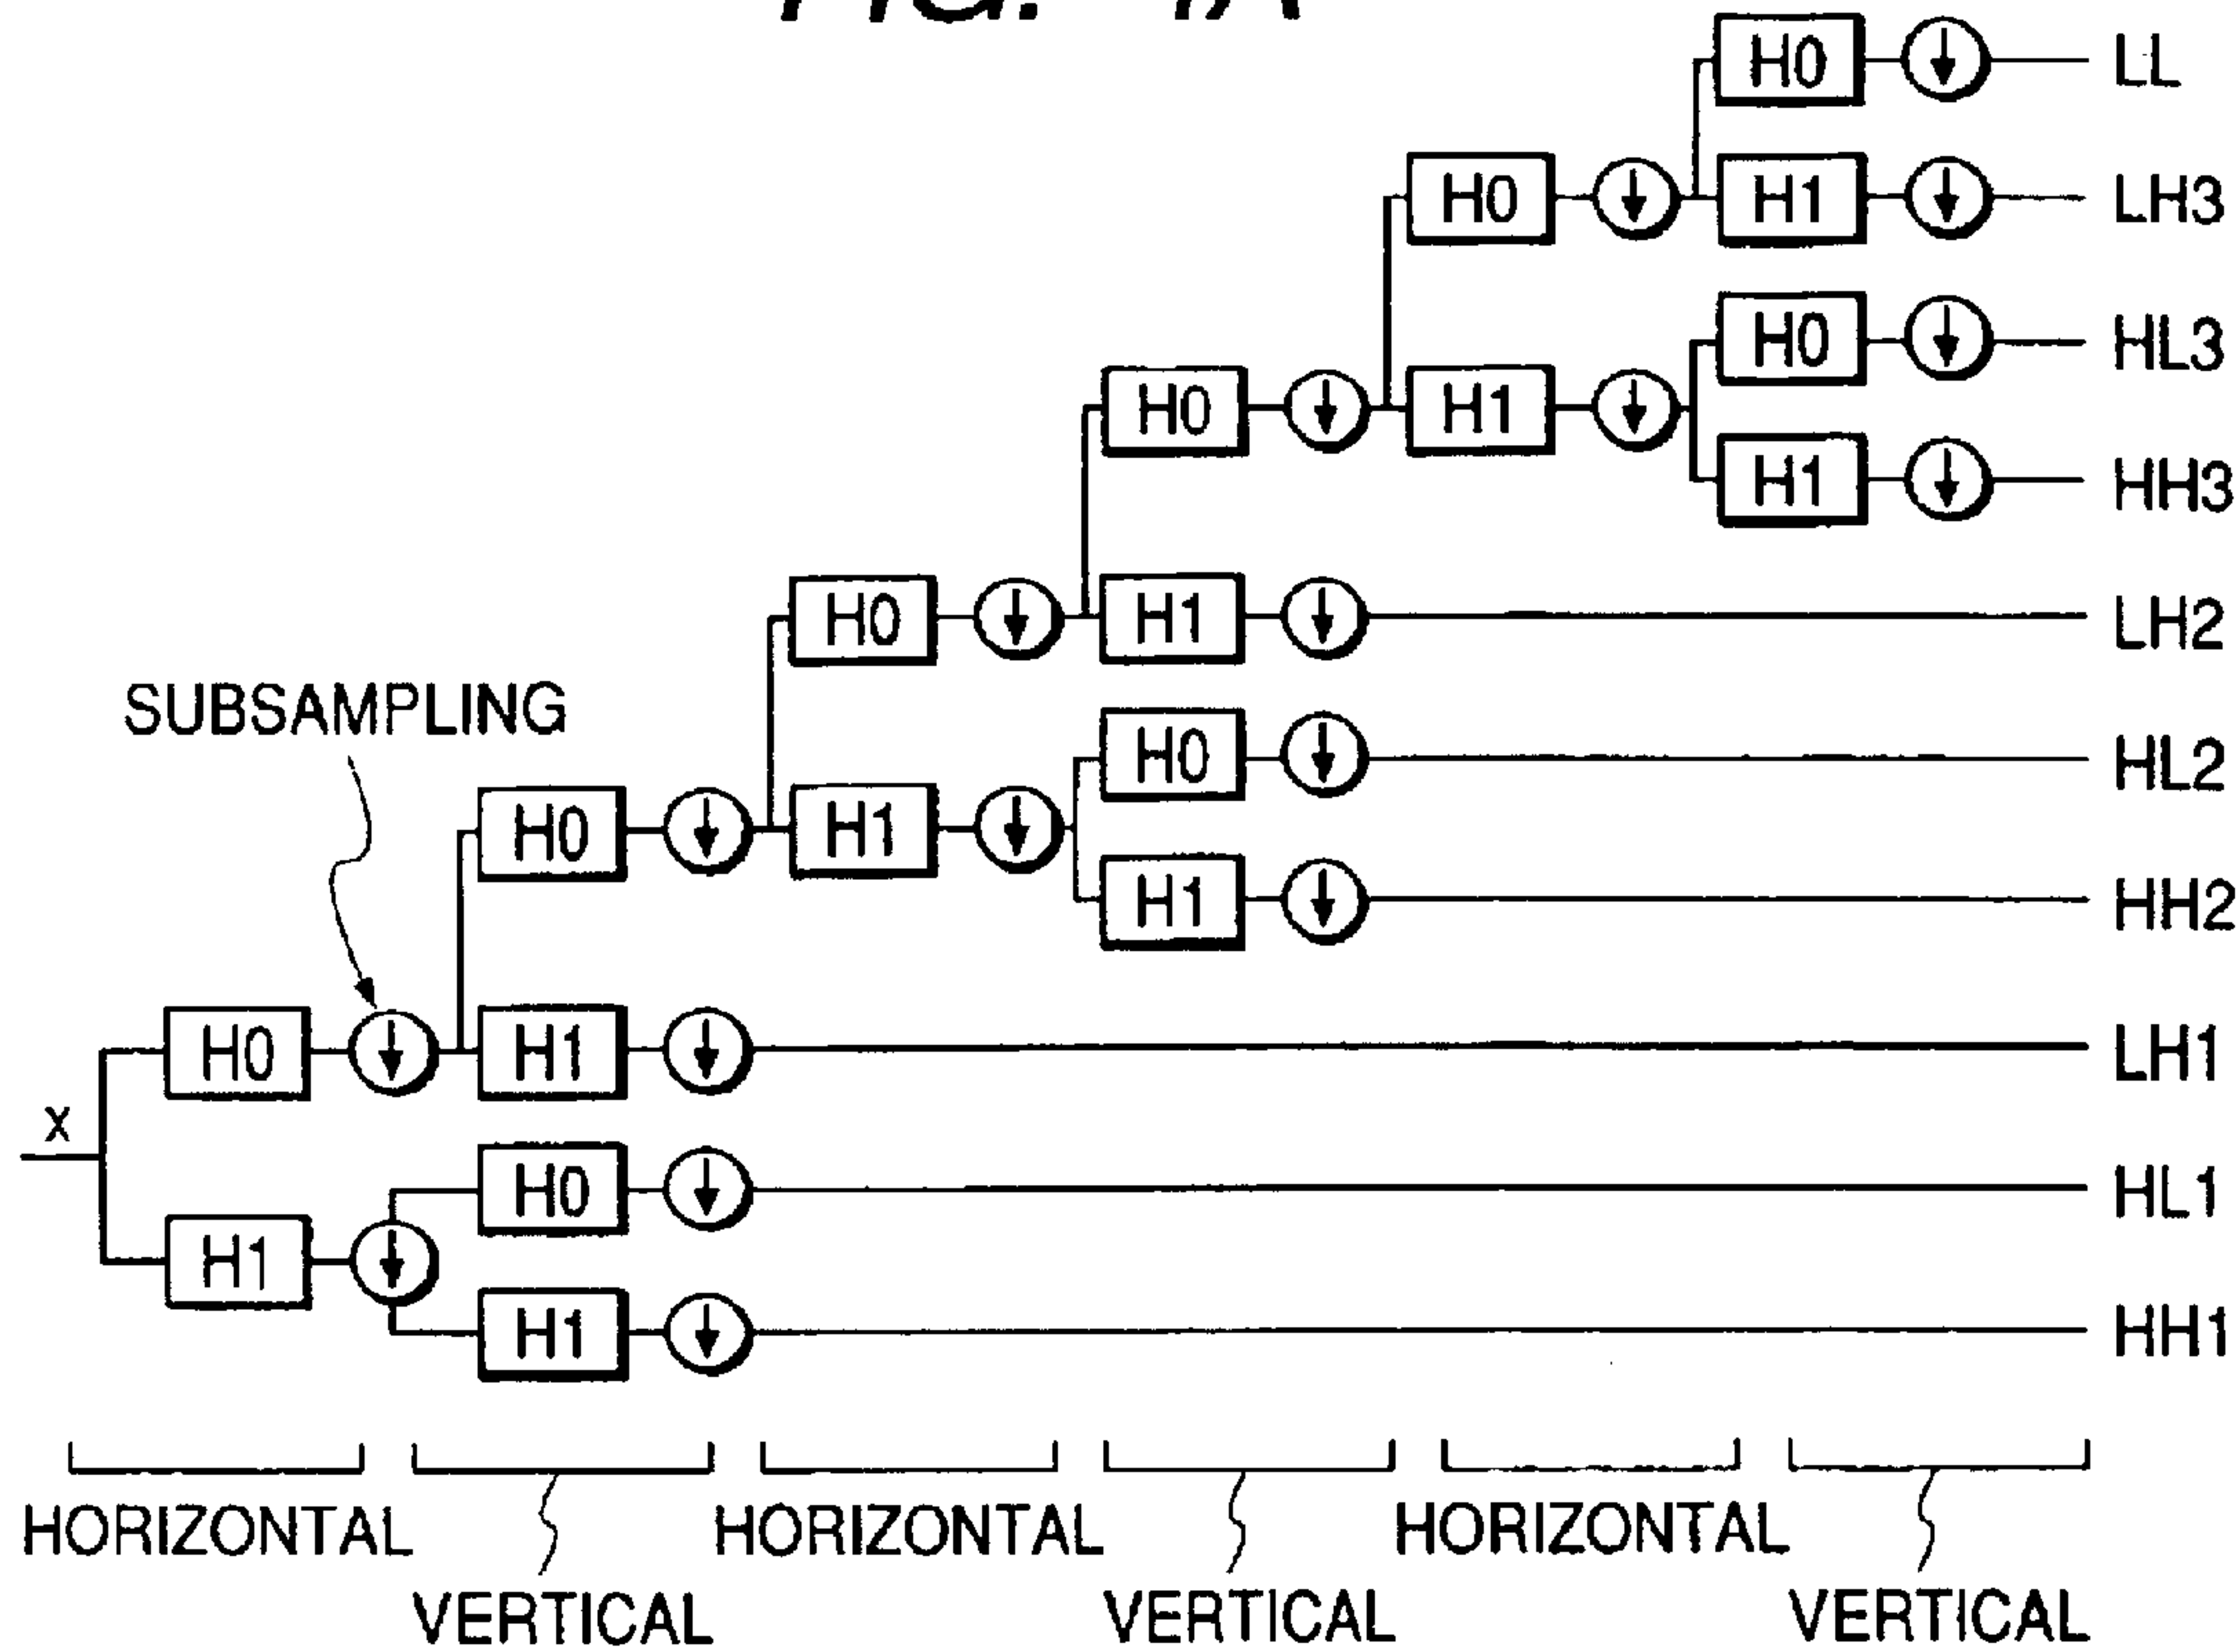 H0 LL
H0 H1 LH3
H0 HL3
H0 H1
H1 HH3
H0 H1 LH2
SUBSAMPLING
H0 HL2
H0 H1
H1 HH2
H0 H1 LH1
X
H0 HL1
H1
H1 HH1
HORIZONTAL HORIZONTAL HORIZONTAL
VERTICAL VERTICAL VERTICAL